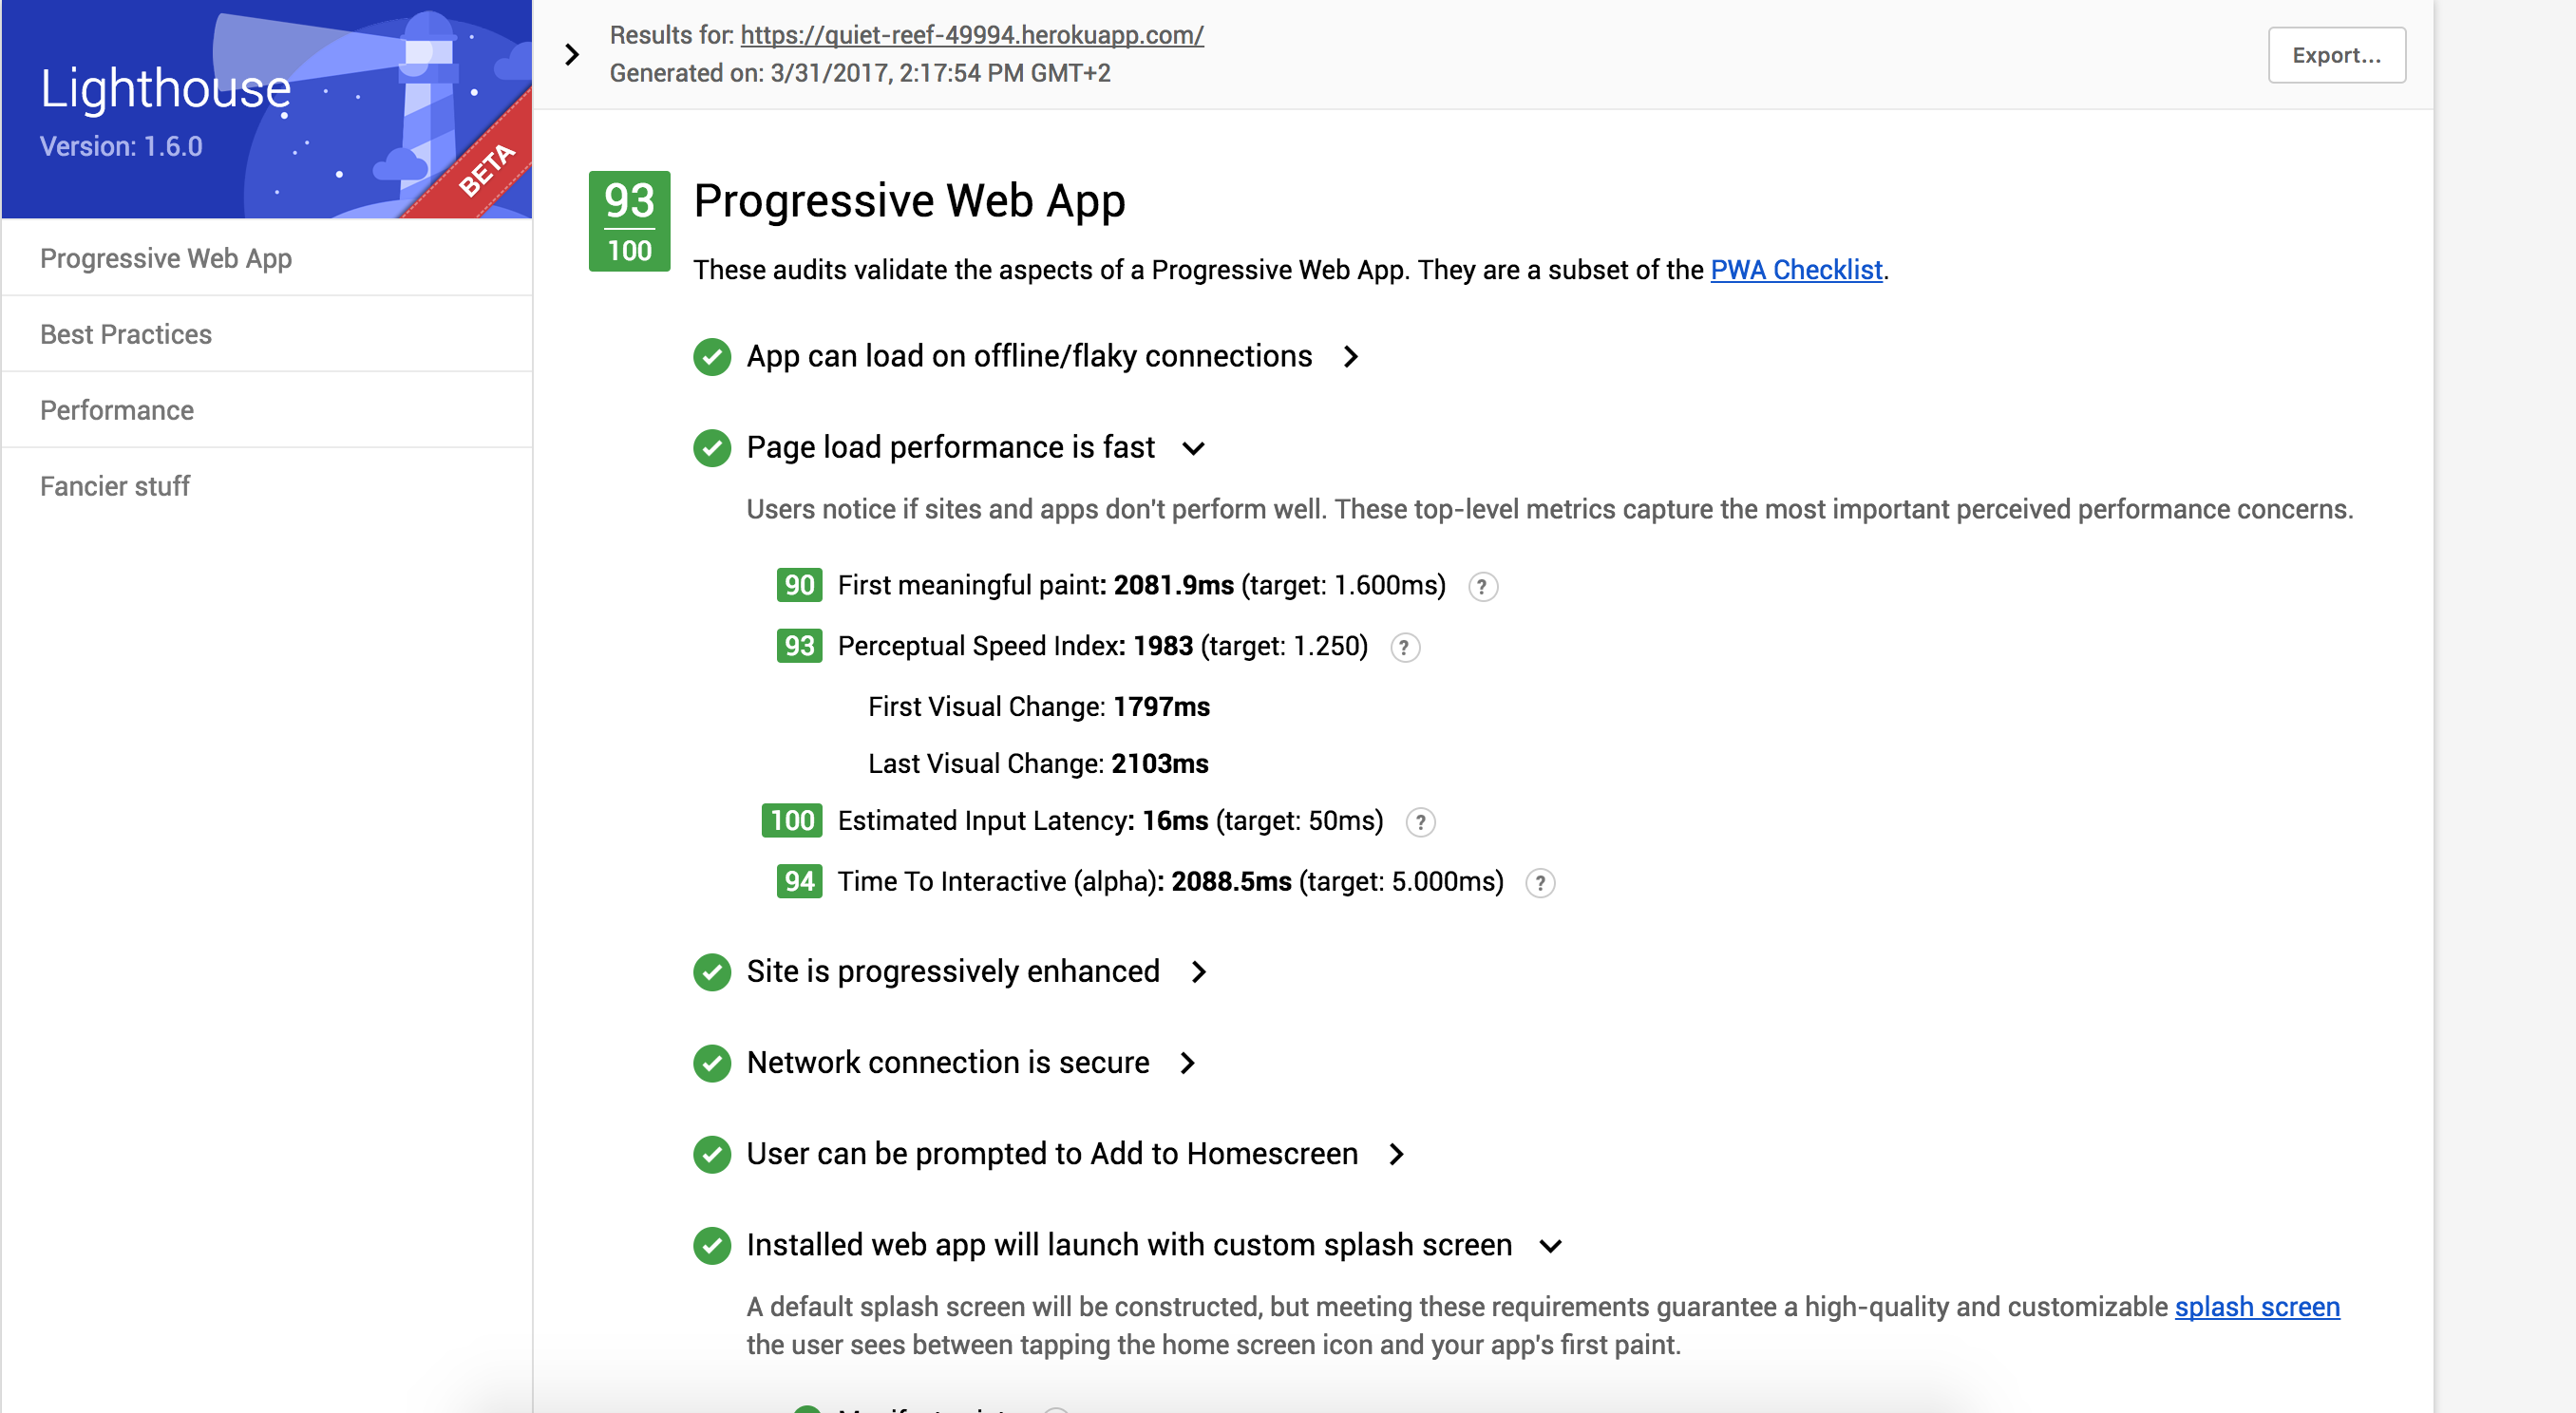 Lighthouse
Version: 1.6.0
BETA
Progressive Web App
Best Practices
Performance
Fancier stuff
Results for: https://quiet-reef-49994.herokuapp.com/
Generated on: 3/31/2017, 2:17:54 PM GMT+2
Export...
93
100
Progressive Web App
These audits validate the aspects of a Progressive Web App. They are a subset of the PWA Checklist.
App can load on offline/flaky connections
Page load performance is fast
Users notice if sites and apps don't perform well. These top-level metrics capture the most important perceived performance concerns.
90 First meaningful paint: 2081.9ms (target: 1.600ms) ?
93 Perceptual Speed Index: 1983 (target: 1.250) ?
First Visual Change: 1797ms
Last Visual Change: 2103ms
100 Estimated Input Latency: 16ms (target: 50ms) ?
94 Time To Interactive (alpha): 2088.5ms (target: 5.000ms) ?
Site is progressively enhanced
Network connection is secure
User can be prompted to Add to Homescreen
Installed web app will launch with custom splash screen
A default splash screen will be constructed, but meeting these requirements guarantee a high-quality and customizable splash screen
the user sees between tapping the home screen icon and your app's first paint.